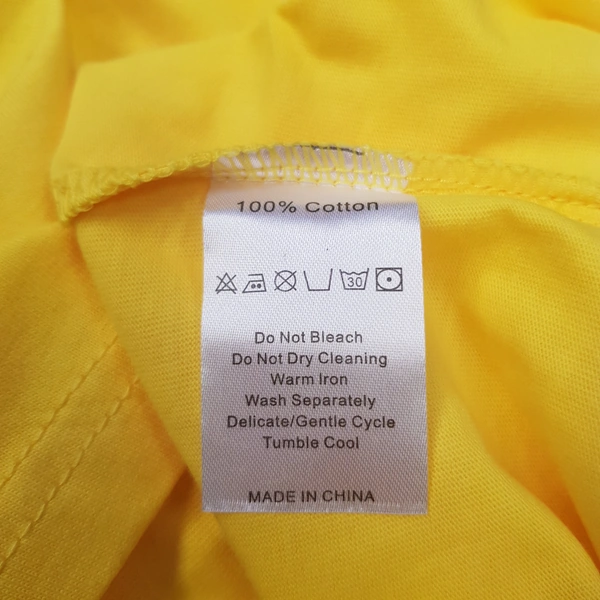 100% Cotton
30
Do Not Bleach
Do Not Dry Cleaning
Warm Iron
Wash Separately
Delicate/Gentle Cycle
Tumble Cool
MADE IN CHINA